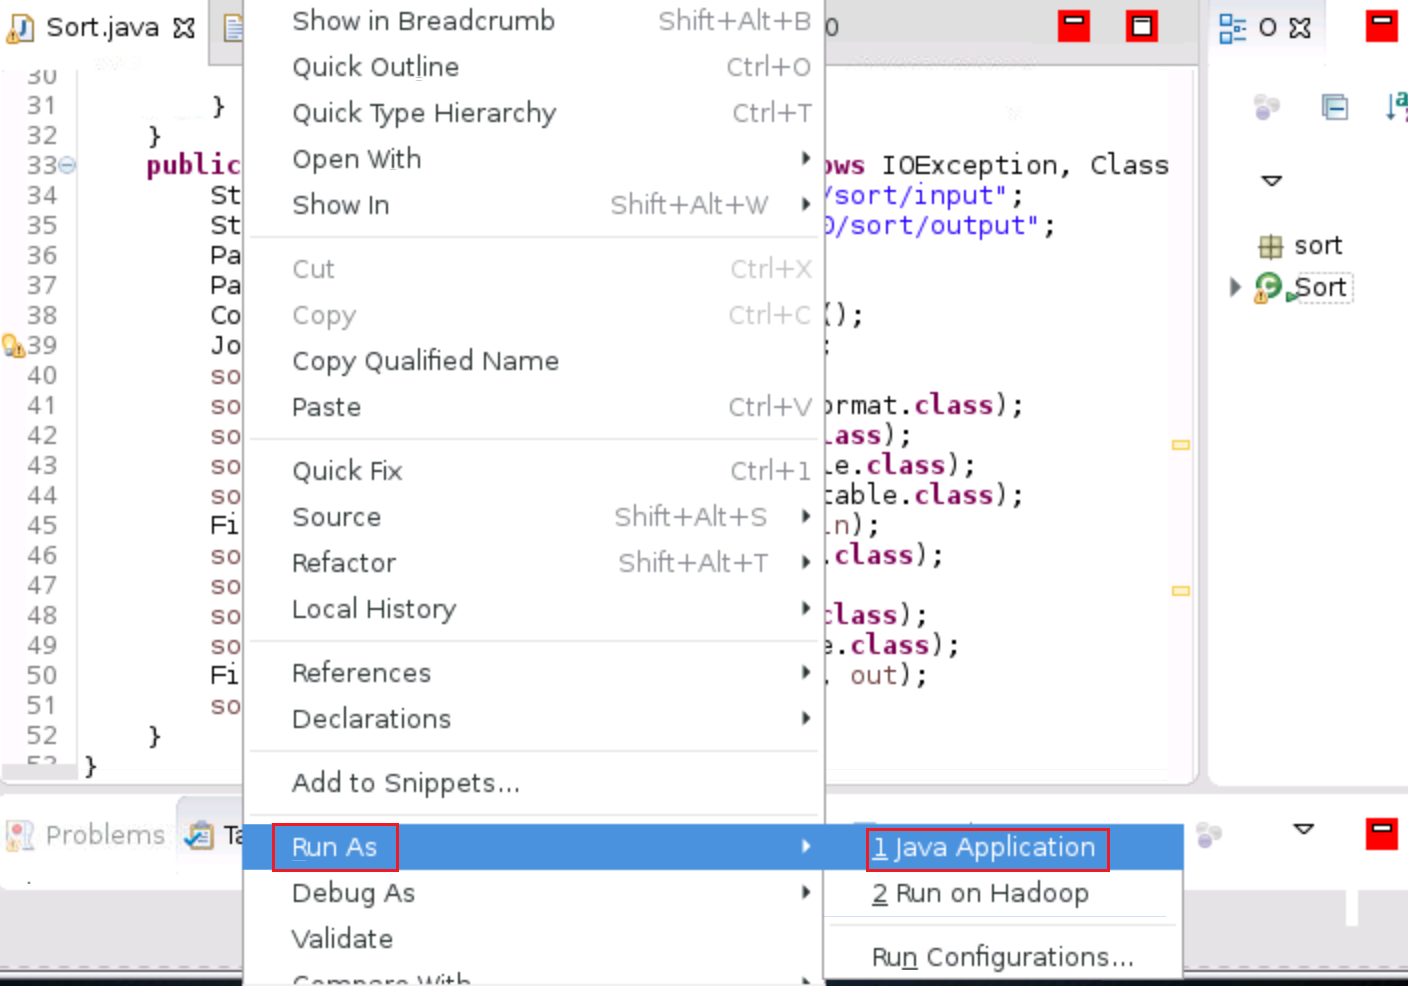 Sort.java
0
O
30
31 }
32 }
33 public ows IOException, Class
34 St /sort/input";
35 St 0/sort/output";
36 Pa
37 Pa
38 Co ();
39 Jo ;
40 so
41 so ormat.class);
42 so lass);
43 so le.class);
44 so table.class);
45 Fi in);
46 so .class);
47 so
48 so class);
49 so e.class);
50 Fi , out);
51 so
52 }
53 }
Show in Breadcrumb Shift+Alt+B
Quick Outline Ctrl+O
Quick Type Hierarchy Ctrl+T
Open With
Show In Shift+Alt+W
Cut Ctrl+X
Copy Ctrl+C
Copy Qualified Name
Paste Ctrl+V
Quick Fix Ctrl+1
Source Shift+Alt+S
Refactor Shift+Alt+T
Local History
References
Declarations
Add to Snippets...
Run As
Debug As
Validate
Compare With
1 Java Application
2 Run on Hadoop
Run Configurations...
sort
Sort
Problems
Ta